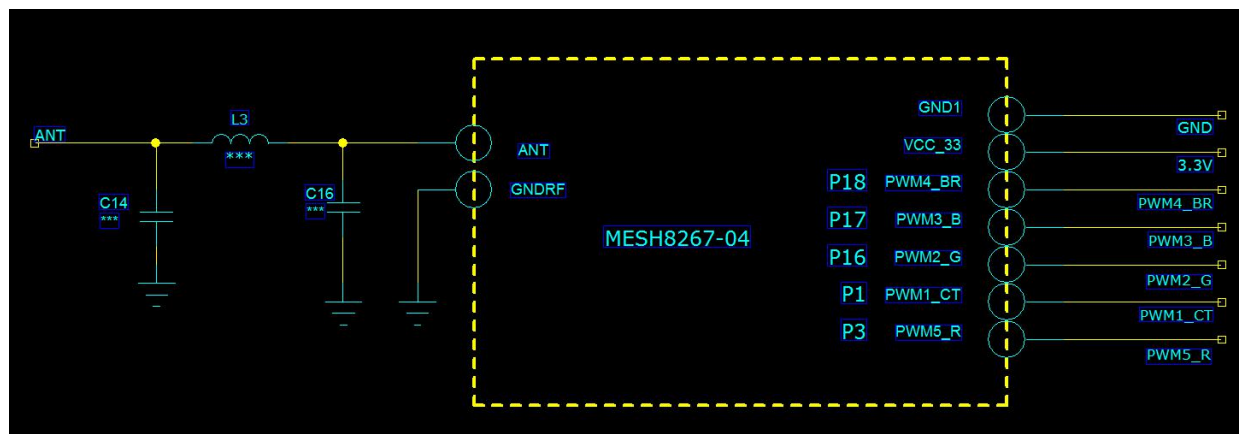 ANT
L3
***
C14
***
C16
***
ANT
GNDRF
MESH8267-04
GND1
GND
VCC_33
3.3V
P18 PWM4_BR
PWM4_BR
P17 PWM3_B
PWM3_B
P16 PWM2_G
PWM2_G
P1 PWM1_CT
PWM1_CT
P3 PWM5_R
PWM5_R